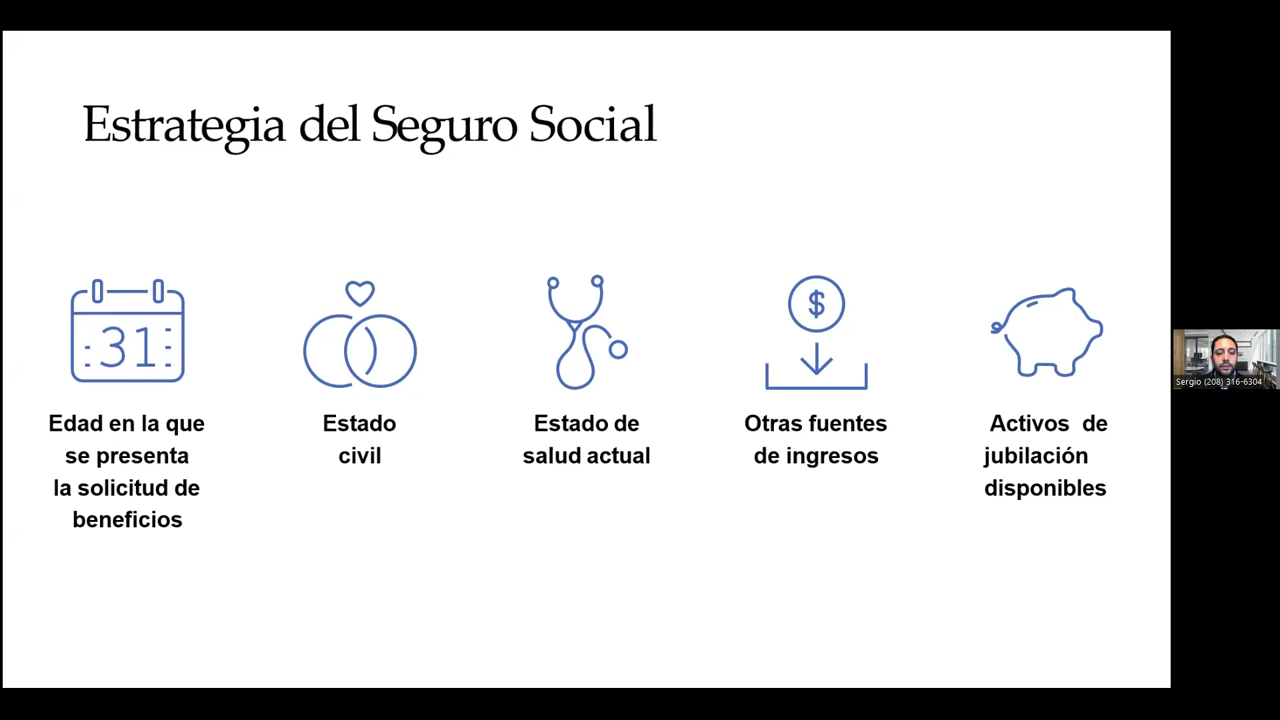 Estrategia del Seguro Social
31
$
Edad en la que
se presenta
la solicitud de
beneficios
Estado
civil
Estado de
salud actual
Otras fuentes
de ingresos
Activos de
jubilación
disponibles
Sergio (208) 316-6304